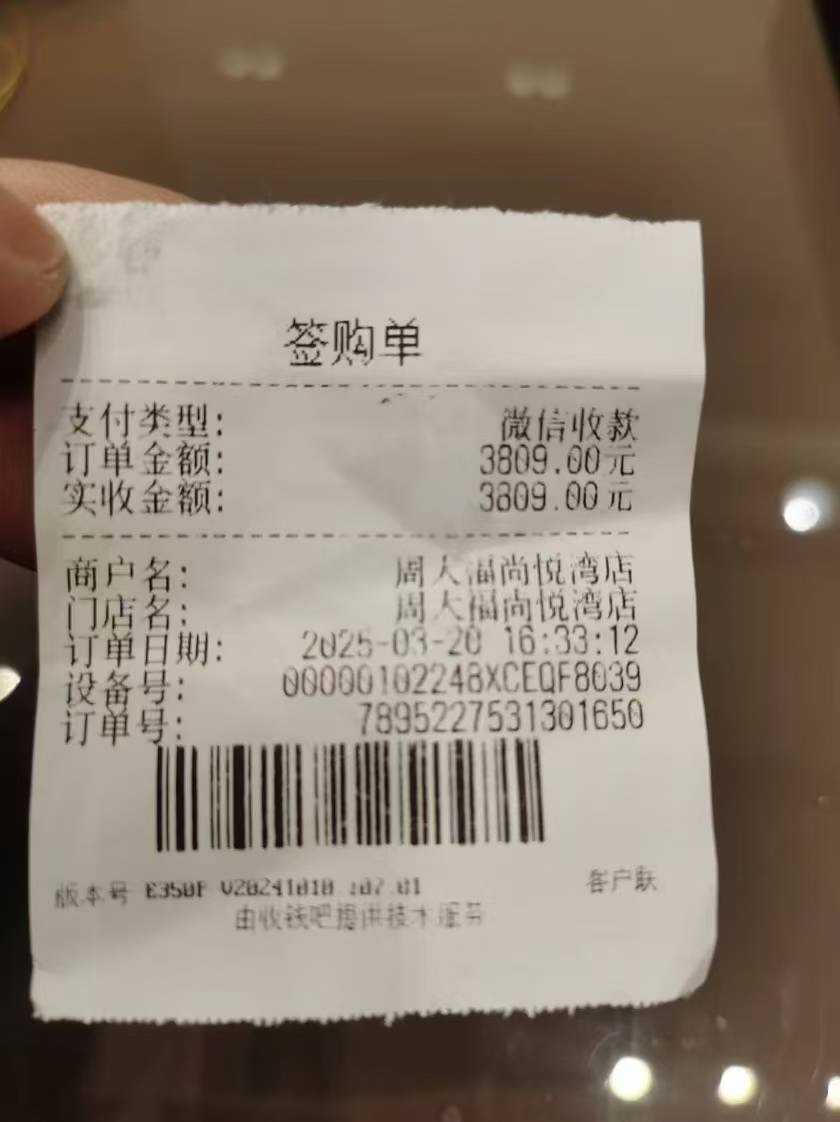 签购单
支付类型: 微信收款
订单金额: 3809.00元
实收金额: 3809.00元
商户名: 周大福尚悦湾店
门店名: 周大福尚悦湾店
订单日期: 2025-03-20 16:33:12
设备号: 00000102248XCEQF8039
订单号: 7895227531301650
版本号 客户联
由收钱吧提供技术服务